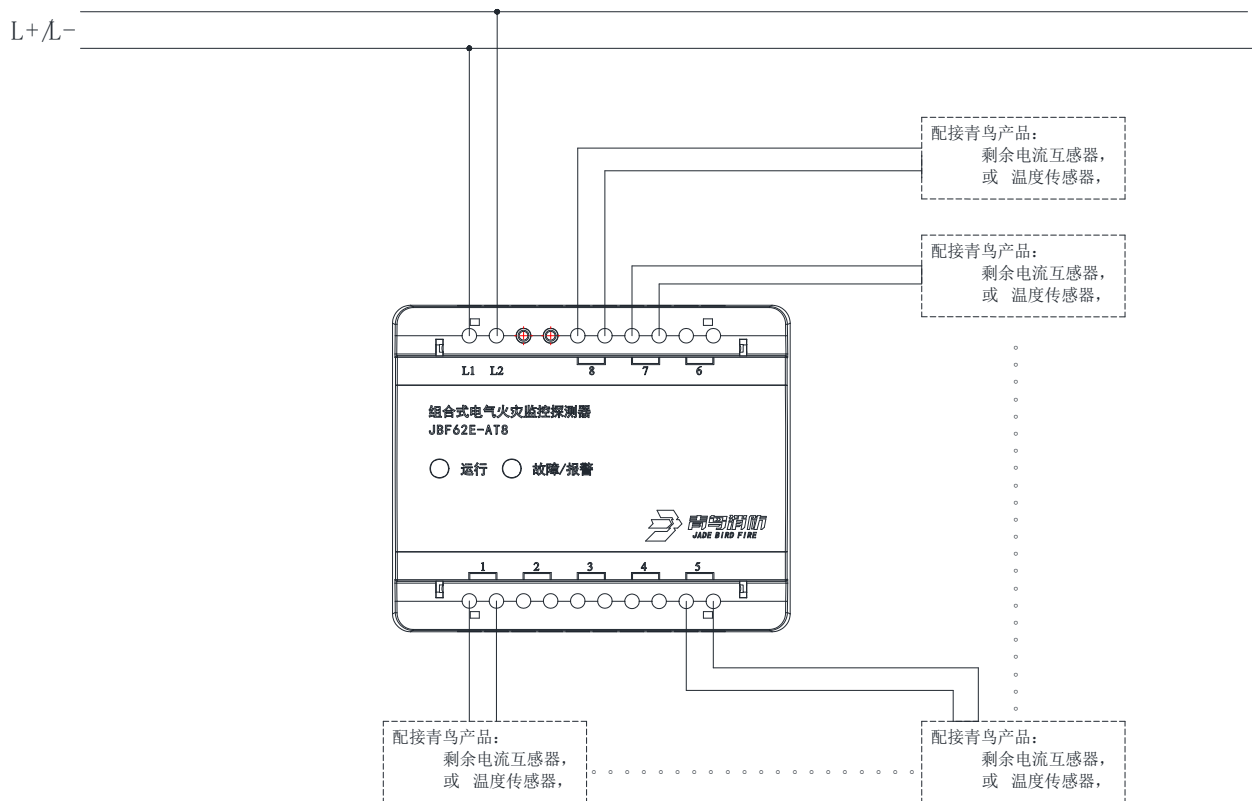 L+/L-
配接青鸟产品：
剩余电流互感器，
或 温度传感器，
配接青鸟产品：
剩余电流互感器，
或 温度传感器，
L1 L2 8 7 6
组合式电气火灾监控探测器
JBF62E-AT8
运行 故障/报警
青鸟消防
JADE BIRD FIRE
1 2 3 4 5
配接青鸟产品：
剩余电流互感器，
或 温度传感器，
配接青鸟产品：
剩余电流互感器，
或 温度传感器，